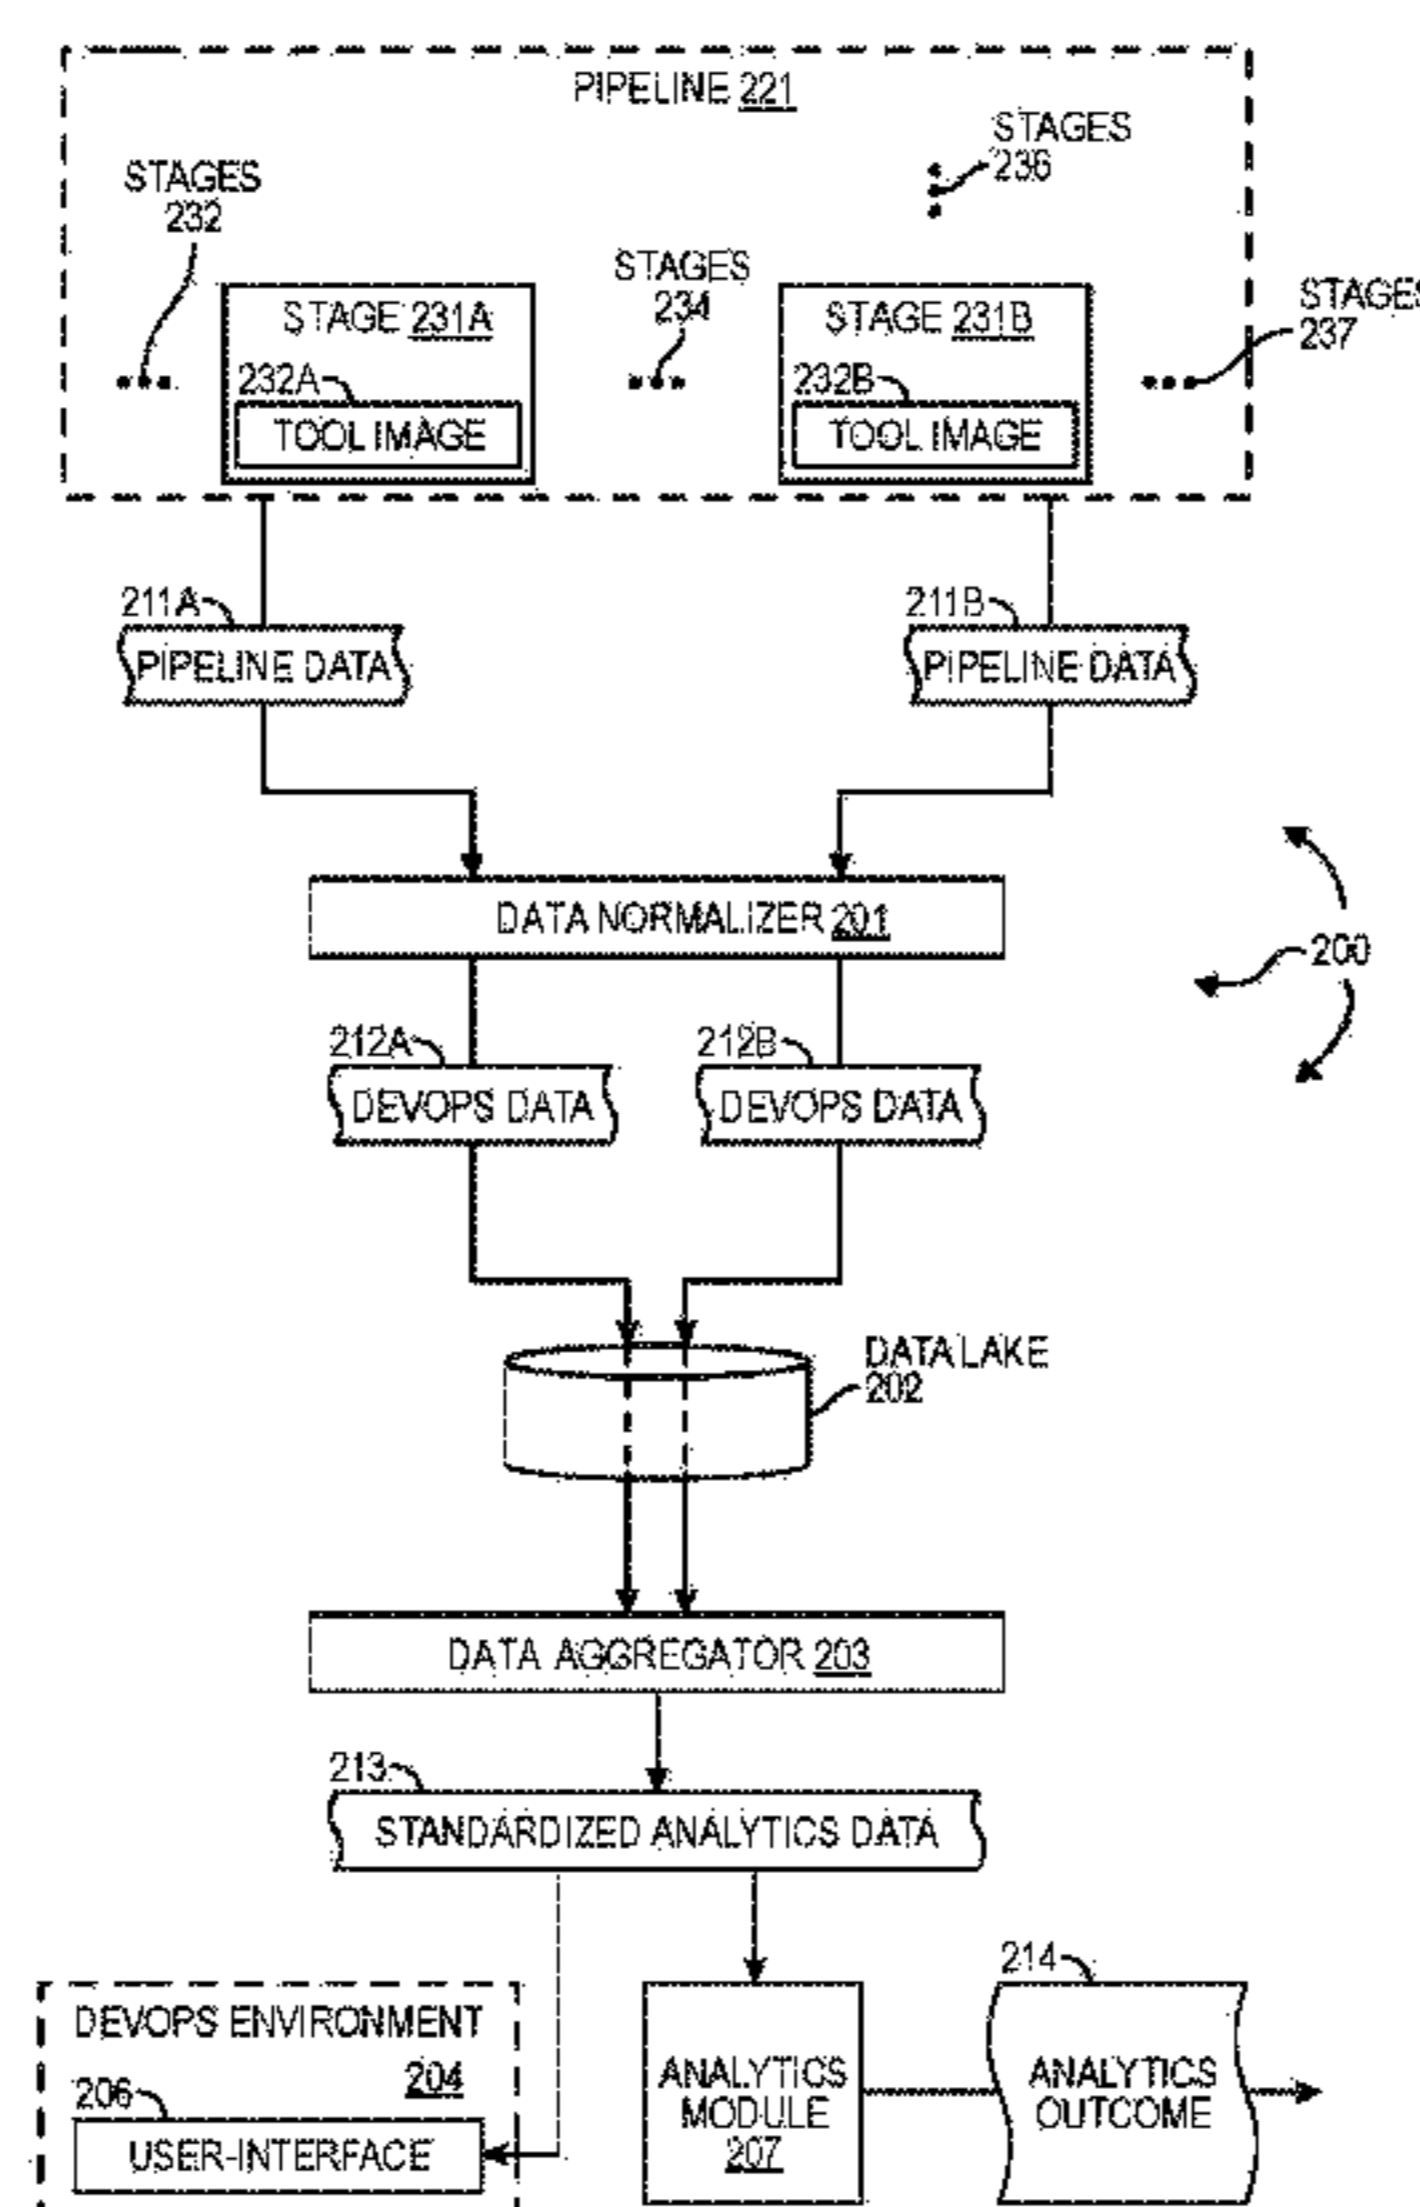 PIPELINE 221
STAGES
236
STAGES
232
STAGES
234
STAGES
237
STAGE 231A
232A
TOOL IMAGE
STAGE 231B
232B
TOOL IMAGE
211A
PIPELINE DATA
211B
PIPELINE DATA
DATA NORMALIZER 201
200
212A
DEVOPS DATA
212B
DEVOPS DATA
DATA LAKE
202
DATA AGGREGATOR 203
213
STANDARDIZED ANALYTICS DATA
DEVOPS ENVIRONMENT
204
206
USER-INTERFACE
ANALYTICS
MODULE
207
214
ANALYTICS
OUTCOME